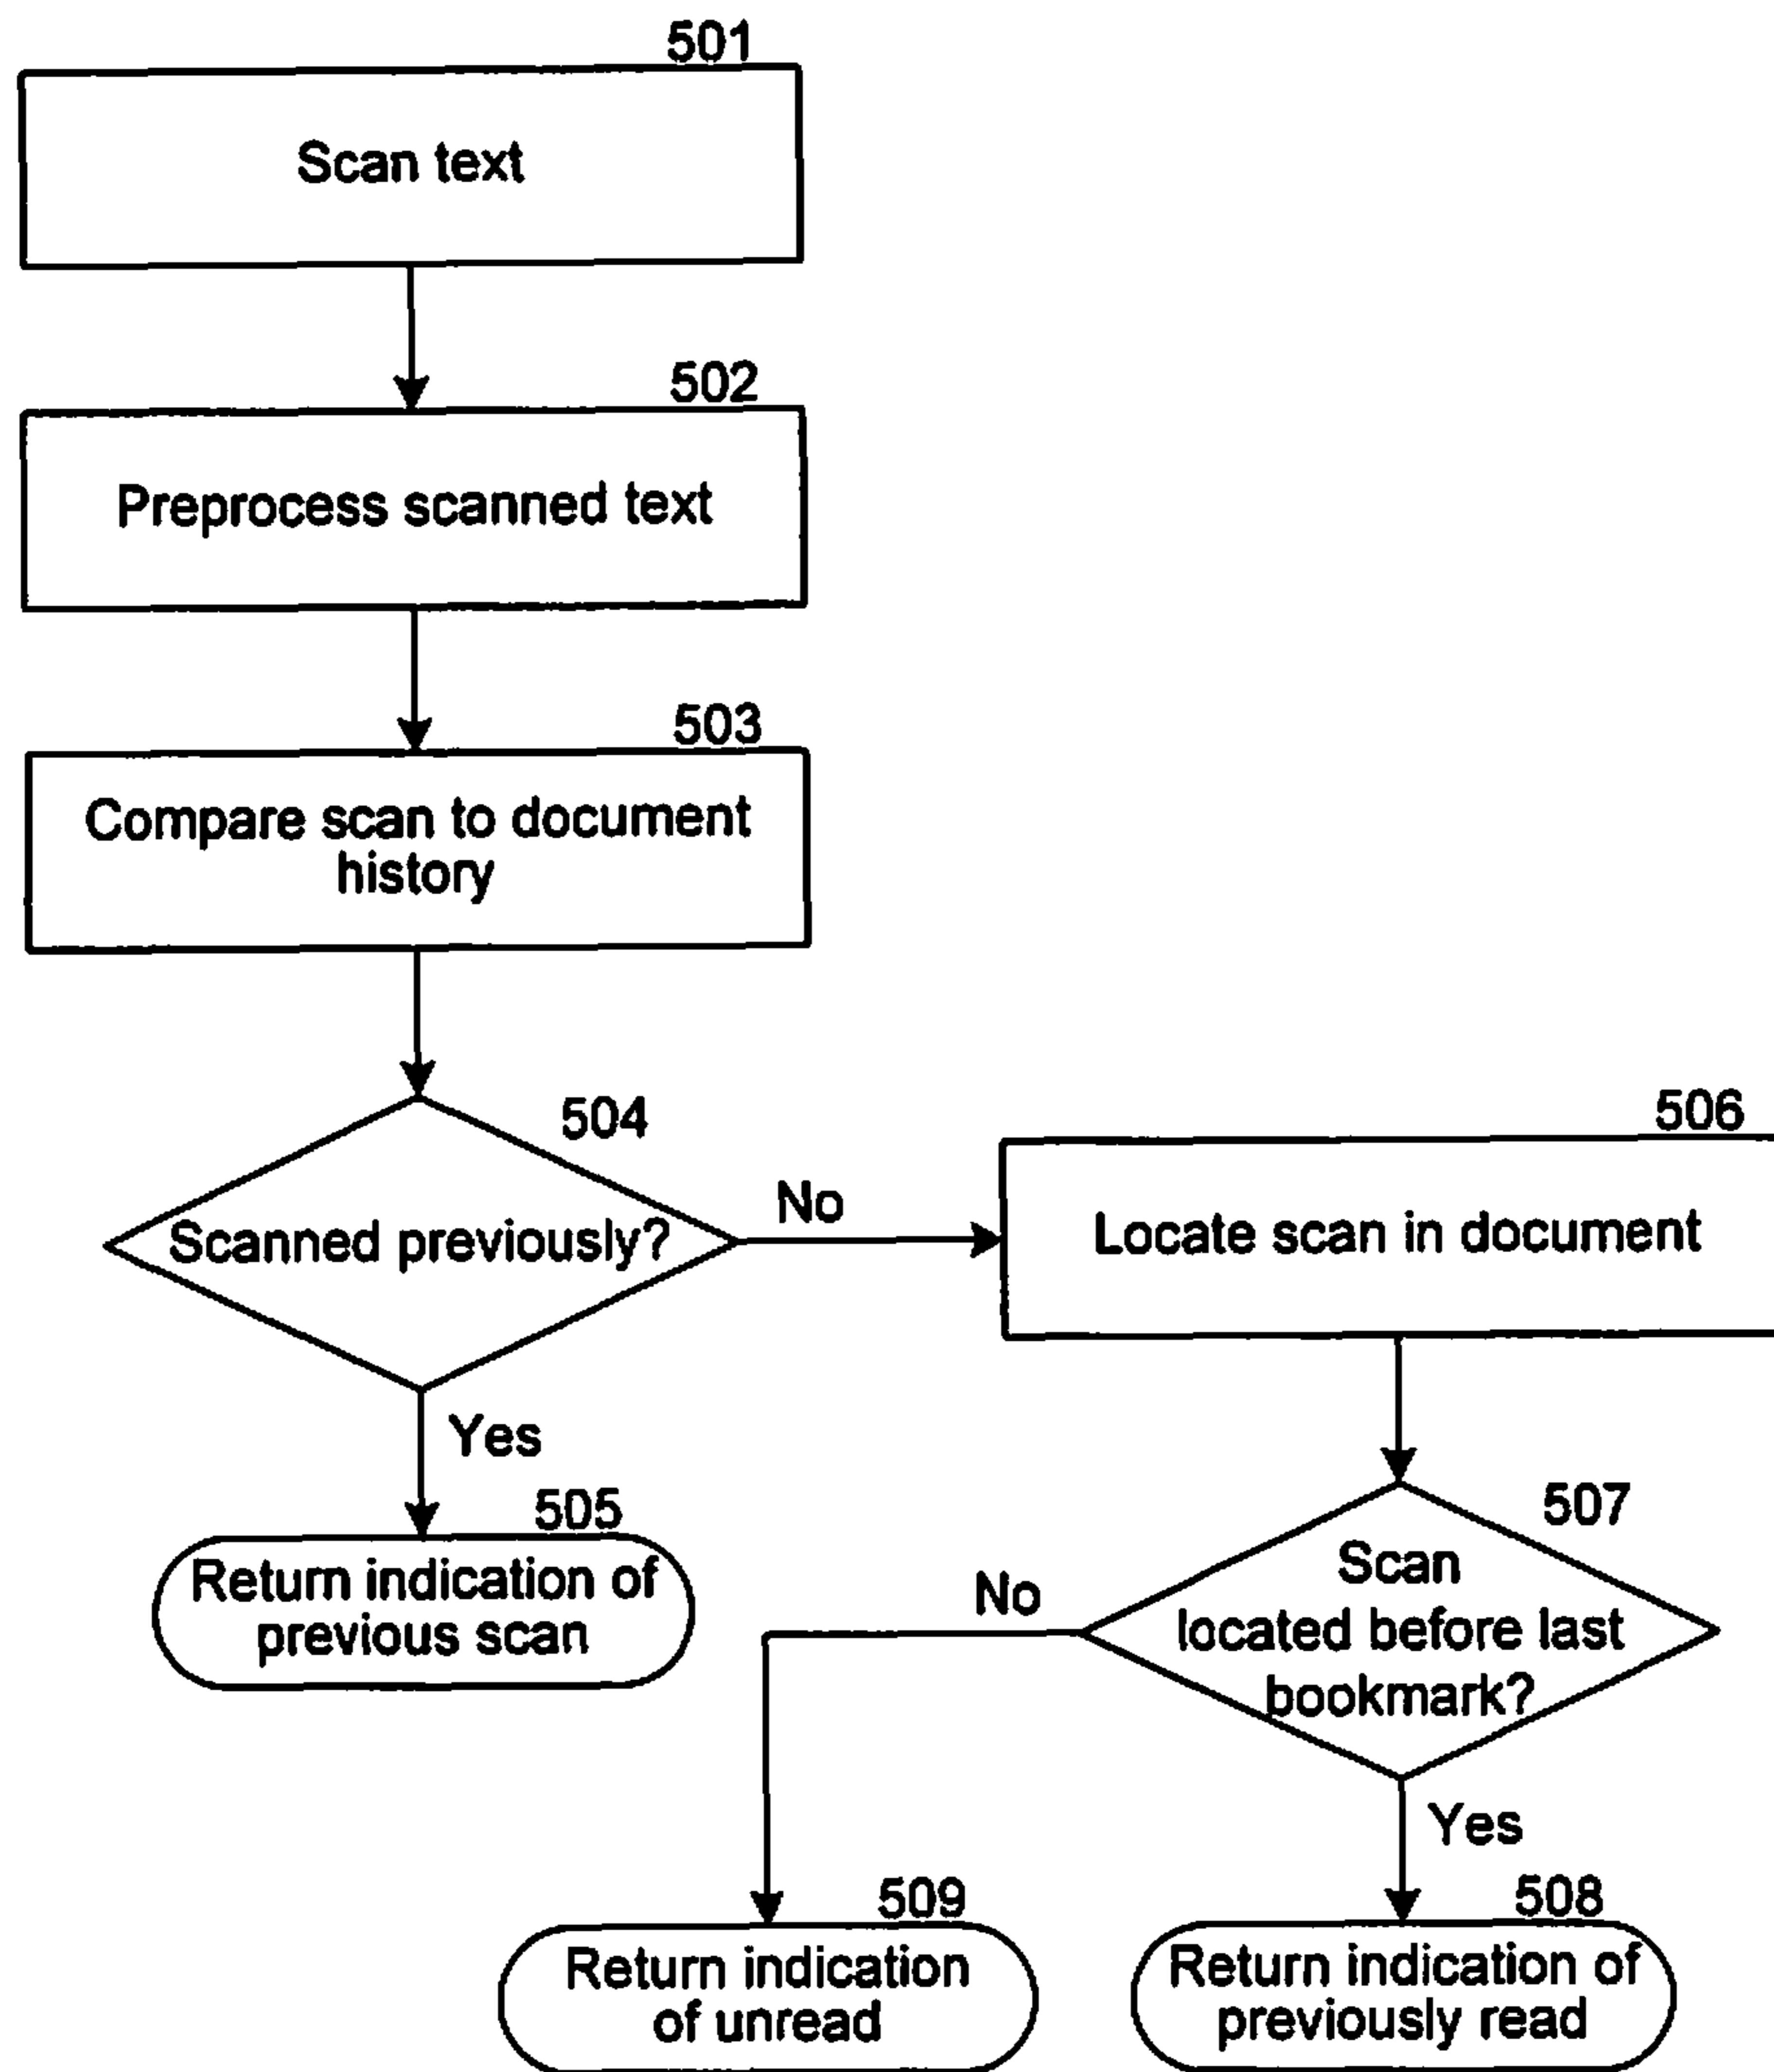 501
Scan text
502
Preprocess scanned text
503
Compare scan to document
history
504
Scanned previously?
No
506
Locate scan in document
Yes
505
Return indication of
previous scan
507
Scan
located before last
bookmark?
No
Yes
509
Return indication
of unread
508
Return indication of
previously read